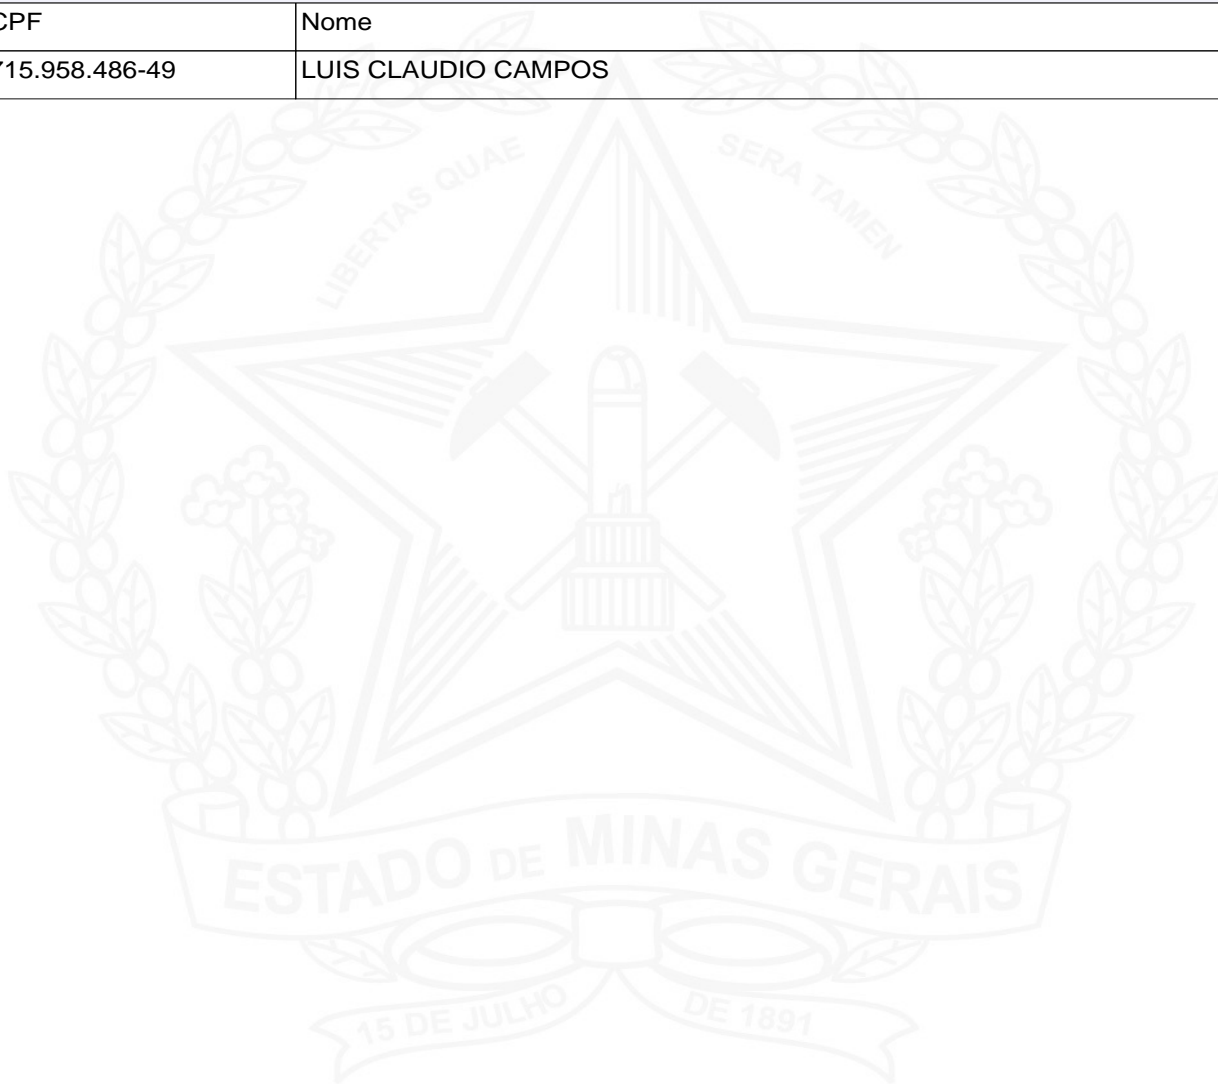 CPF Nome
715.958.486-49 LUIS CLAUDIO CAMPOS
LIBERTAS QUAE SERA TAMEN
ESTADO DE MINAS GERAIS
15 DE JULHO DE 1891